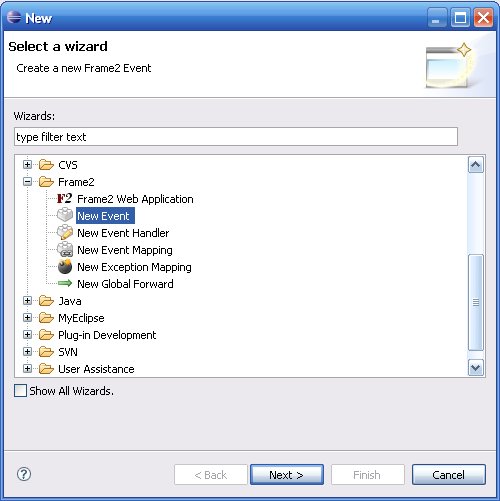 New
Select a wizard
Create a new Frame2 Event
Wizards:
type filter text
CVS
Frame2
F2 Frame2 Web Application
New Event
New Event Handler
New Event Mapping
New Exception Mapping
New Global Forward
Java
MyEclipse
Plug-in Development
SVN
User Assistance
Show All Wizards.
? < Back Next > Finish Cancel